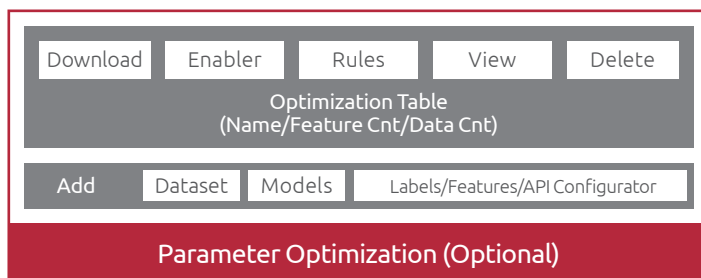 Download Enabler Rules View Delete
Optimization Table
(Name/Feature Cnt/Data Cnt)
Add Dataset Models Labels/Features/API Configurator
Parameter Optimization (Optional)